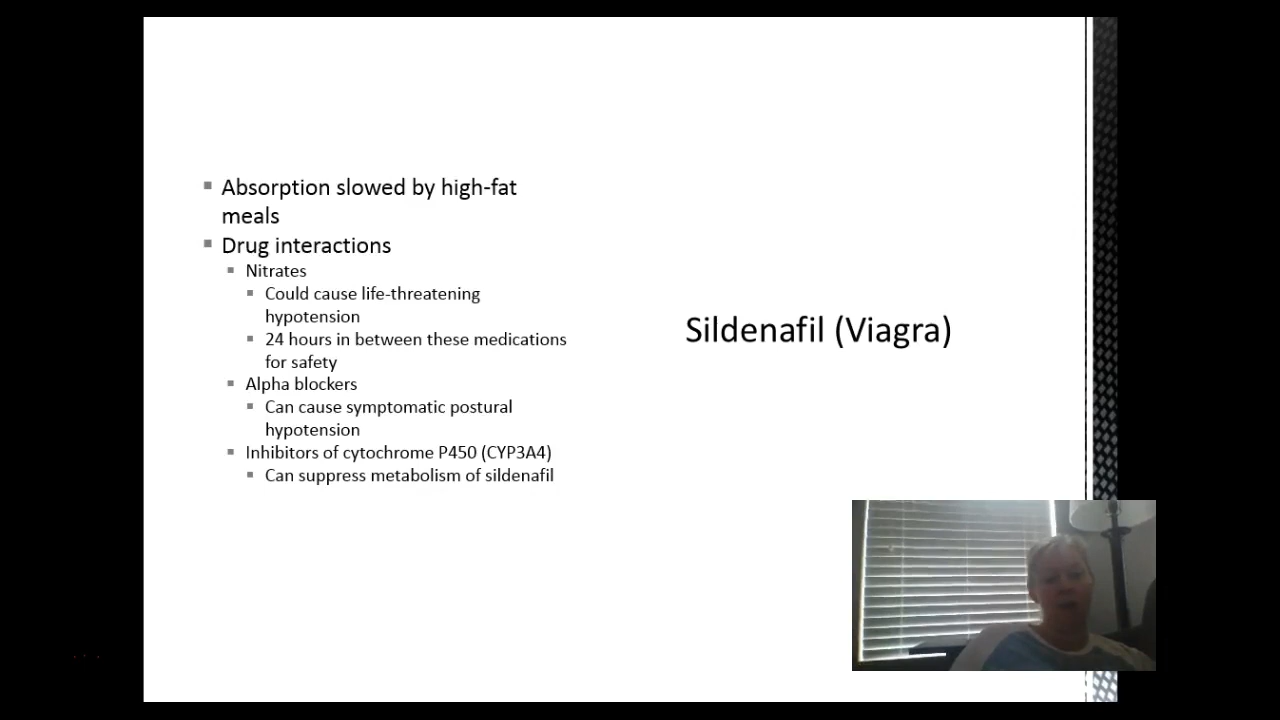 Absorption slowed by high-fat
meals
Drug interactions
Nitrates
Could cause life-threatening
hypotension
24 hours in between these medications
for safety
Alpha blockers
Can cause symptomatic postural
hypotension
Inhibitors of cytochrome P450 (CYP3A4)
Can suppress metabolism of sildenafil
Sildenafil (Viagra)